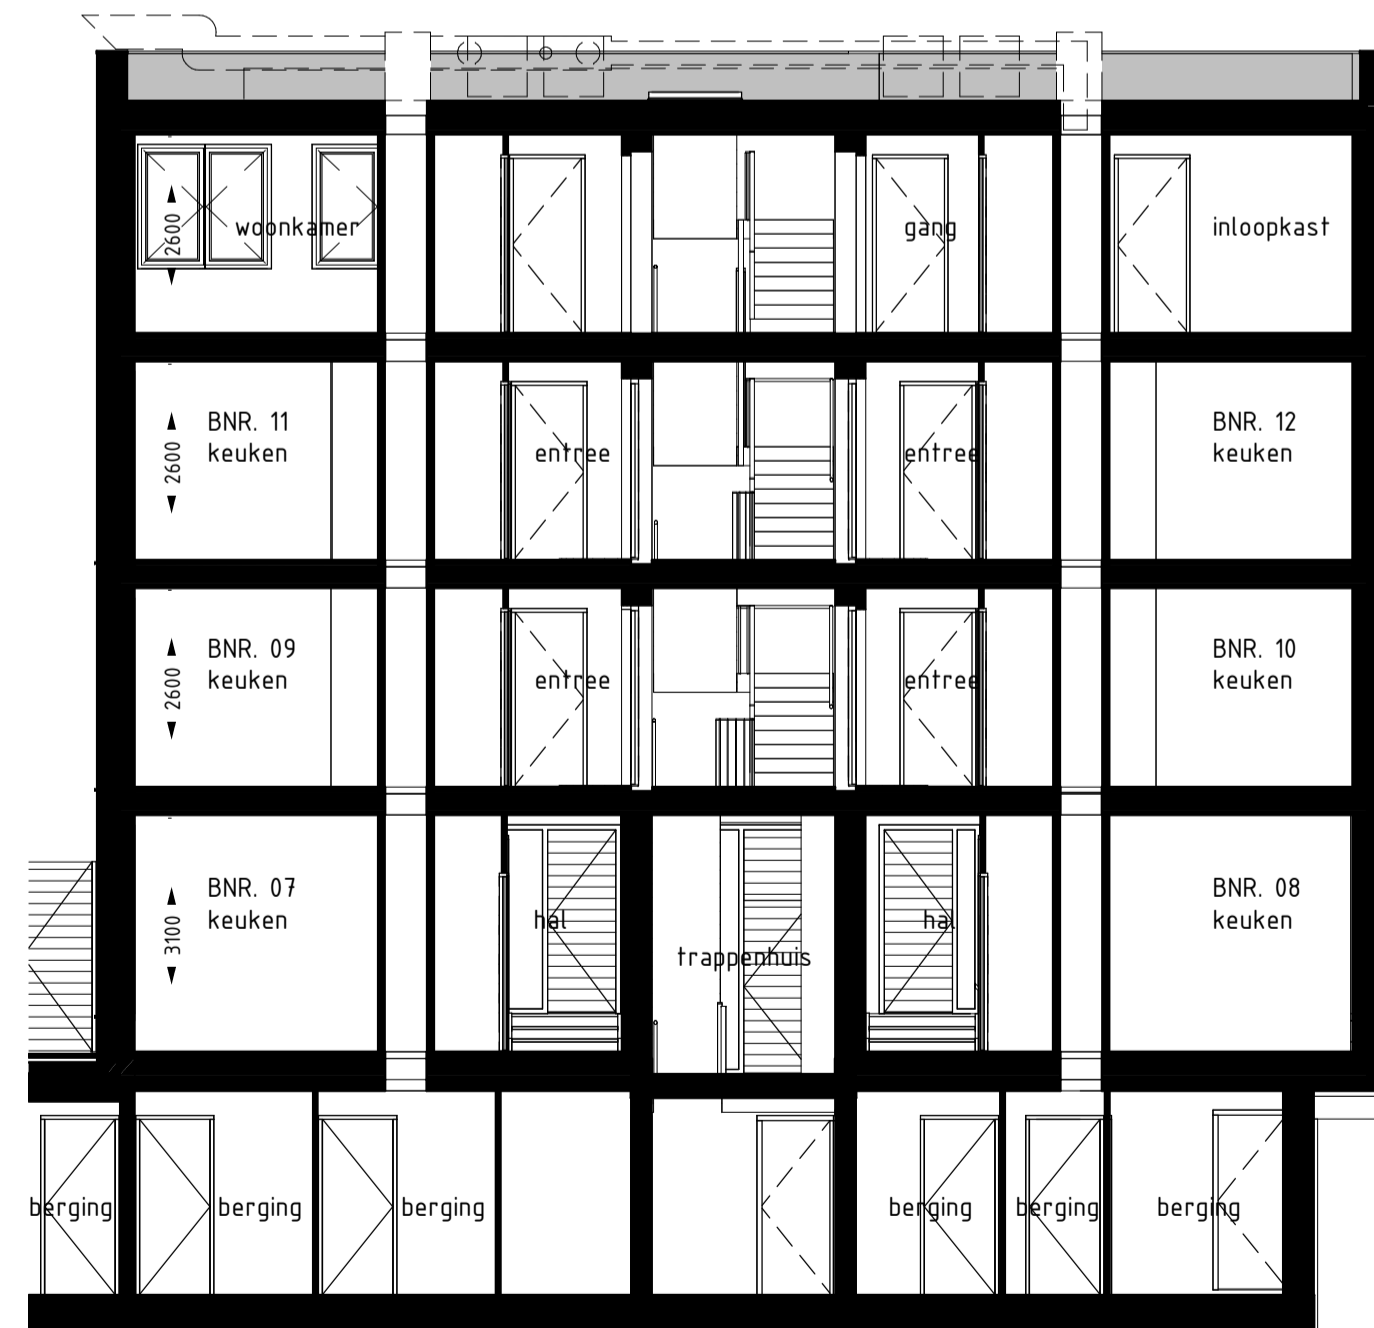 2600
woonkamer
gang
inloopkast
BNR. 11
keuken
2600
entree
entree
BNR. 12
keuken
BNR. 09
keuken
2600
entree
entree
BNR. 10
keuken
BNR. 07
keuken
3100
hal
trappenhuis
hal
BNR. 08
keuken
berging
berging
berging
berging
berging
berging